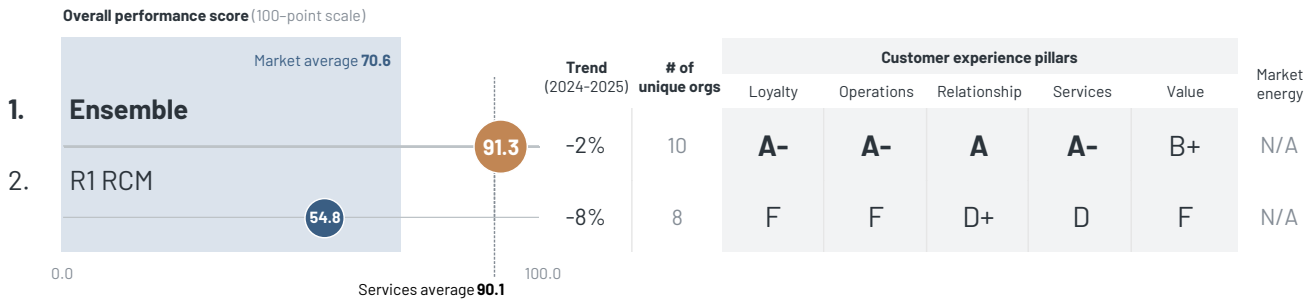 Overall performance score (100-point scale)
Market average 70.6
Trend
(2024-2025)
# of
unique orgs
Customer experience pillars
Loyalty Operations Relationship Services Value
Market
energy
1. Ensemble
91.3 -2% 10 A- A- A A- B+ N/A
2. R1 RCM
54.8 -8% 8 F F D+ D F N/A
0.0 100.0
Services average 90.1